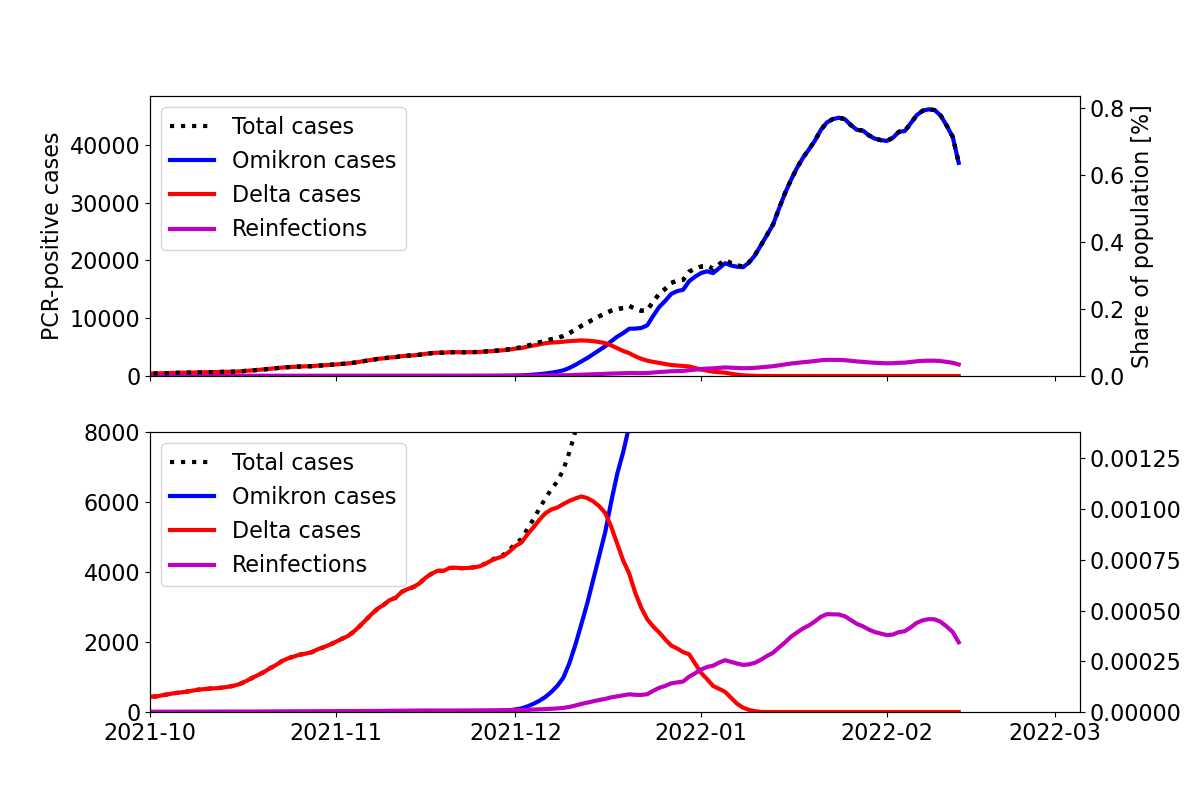 PCR-positive cases
40000
30000
20000
10000
0
Total cases
Omikron cases
Delta cases
Reinfections
0.8
0.6
0.4
0.2
0.0
Share of population [%]
8000
6000
4000
2000
0
Total cases
Omikron cases
Delta cases
Reinfections
0.00125
0.00100
0.00075
0.00050
0.00025
0.00000
2021-10 2021-11 2021-12 2022-01 2022-02 2022-03